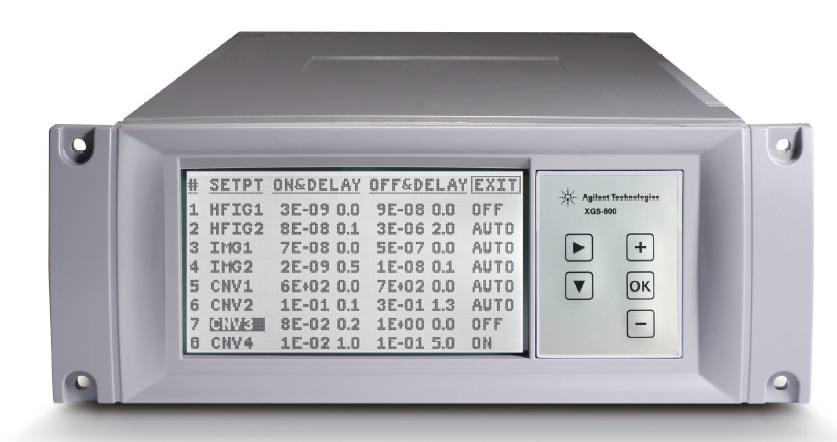 # SETPT ON&DELAY OFF&DELAY EXIT
1 HFIG1 3E-09 0.0 9E-08 0.0 OFF
2 HFIG2 8E-08 0.1 3E-06 2.0 AUTO
3 IMG1 7E-08 0.0 5E-07 0.0 AUTO
4 IMG2 2E-09 0.5 1E-08 0.1 AUTO
5 CNV1 6E+02 0.0 7E+02 0.0 AUTO
6 CNV2 1E-01 0.1 3E-01 1.3 AUTO
7 CNV3 8E-02 0.2 1E+00 0.0 OFF
8 CNV4 1E-02 1.0 1E-01 5.0 ON
Agilent Technologies
XGS-600
+
OK
−